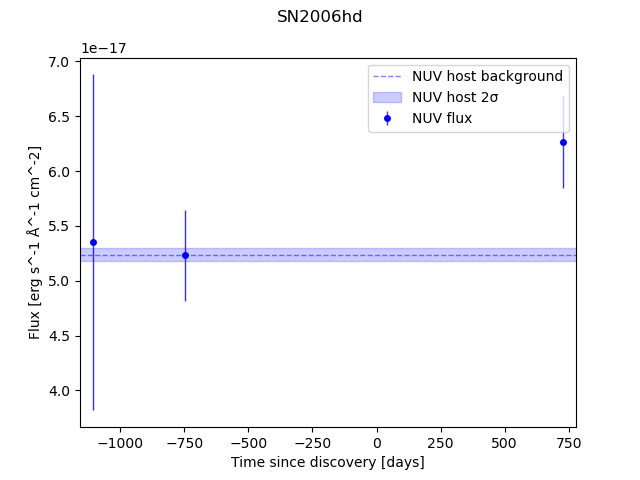 SN2006hd
1e−17
7.0
6.5
6.0
5.5
5.0
4.5
4.0
Flux [erg s^-1 Å^-1 cm^-2]
NUV host background
NUV host 2σ
NUV flux
−1000 −750 −500 −250 0 250 500 750
Time since discovery [days]